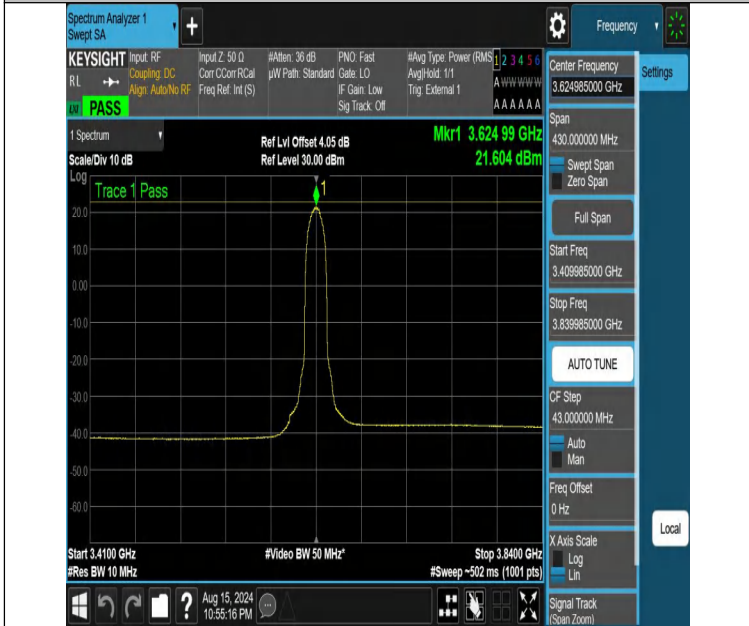 Spectrum Analyzer 1
Swept SA
+
Frequency
KEYSIGHT
RL
LXI
PASS
Input: RF
Coupling: DC
Align: Auto/No RF
Input Z: 50 Ω
Corr CCorr RCal
Freq Ref: Int (S)
#Atten: 36 dB
µW Path: Standard
PNO: Fast
Gate: LO
IF Gain: Low
Sig Track: Off
#Avg Type: Power (RMS
Avg|Hold: 1/1
Trig: External 1
1 2 3 4 5 6
A W W W W W
A A A A A A
1 Spectrum
Scale/Div 10 dB
Ref Lvl Offset 4.05 dB
Ref Level 30.00 dBm
Mkr1 3.624 99 GHz
21.604 dBm
Log
Trace 1 Pass
1
20.0
10.0
0.00
-10.0
-20.0
-30.0
-40.0
-50.0
-60.0
Start 3.4100 GHz
#Res BW 10 MHz
#Video BW 50 MHz*
Stop 3.8400 GHz
#Sweep ~502 ms (1001 pts)
Aug 15, 2024
10:55:16 PM
?
Center Frequency
3.624985000 GHz
Settings
Span
430.000000 MHz
Swept Span
Zero Span
Full Span
Start Freq
3.409985000 GHz
Stop Freq
3.839985000 GHz
AUTO TUNE
CF Step
43.000000 MHz
Auto
Man
Freq Offset
0 Hz
X Axis Scale
Log
Lin
Local
Signal Track
(Span Zoom)